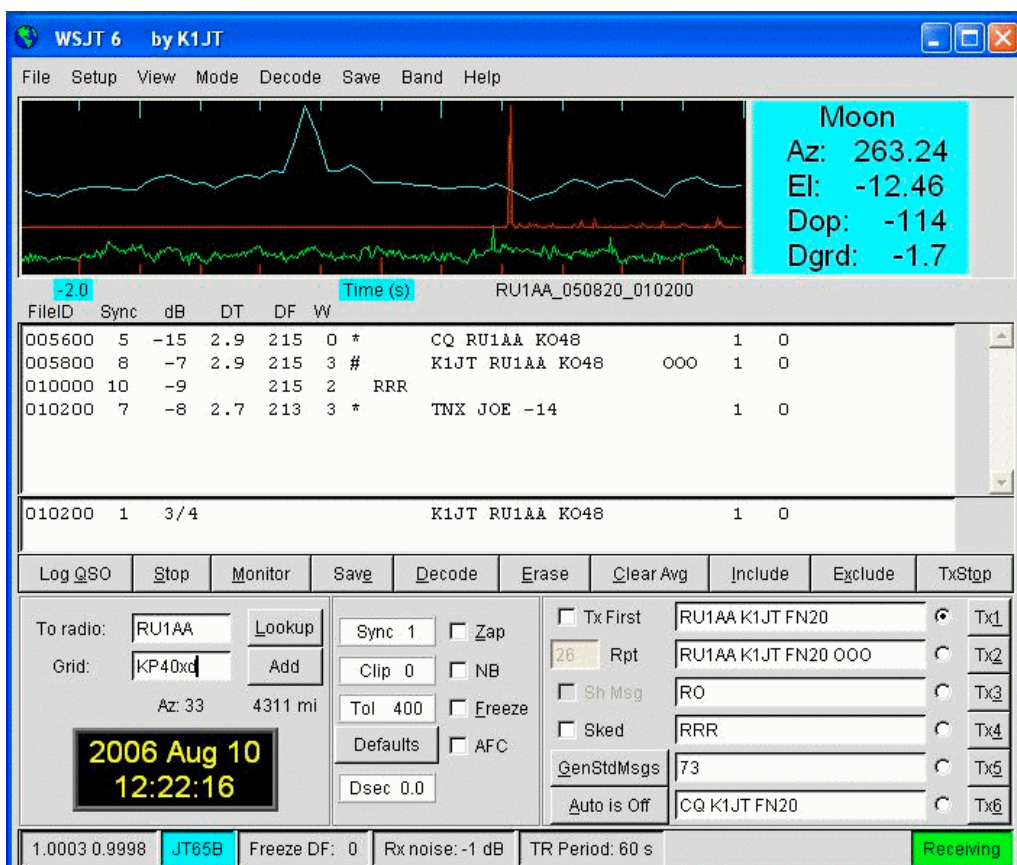 WSJT 6 by K1JT
File Setup View Mode Decode Save Band Help
Moon
Az: 263.24
El: -12.46
Dop: -114
Dgrd: -1.7
-2.0 Time (s) RU1AA_050820_010200
FileID Sync dB DT DF W
005600 5 -15 2.9 215 0 * CQ RU1AA KO48 1 0
005800 8 -7 2.9 215 3 # K1JT RU1AA KO48 OOO 1 0
010000 10 -9 215 2 RRR
010200 7 -8 2.7 213 3 * TNX JOE -14 1 0
010200 1 3/4 K1JT RU1AA KO48 1 0
Log QSO Stop Monitor Save Decode Erase Clear Avg Include Exclude TxStop
To radio: RU1AA Lookup
Grid: KP40xd Add
Az: 33 4311 mi
2006 Aug 10
12:22:16
Sync 1 Zap
Clip 0 NB
Tol 400 Freeze
Defaults AFC
Dsec 0.0
Tx First RU1AA K1JT FN20 Tx1
26 Rpt RU1AA K1JT FN20 OOO Tx2
Sh Msg RO Tx3
Sked RRR Tx4
GenStdMsgs 73 Tx5
Auto is Off CQ K1JT FN20 Tx6
1.0003 0.9998 JT65B Freeze DF: 0 Rx noise: -1 dB TR Period: 60 s Receiving